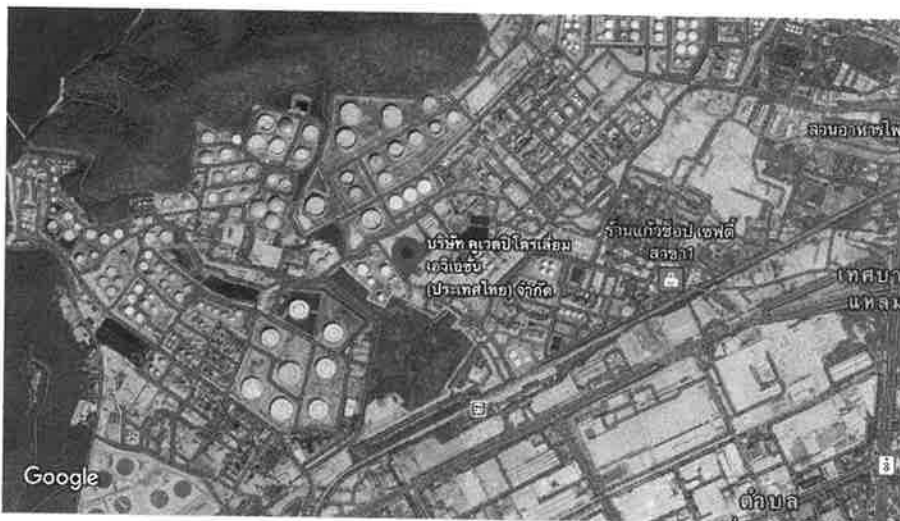 สวนอาหารไพ
ร้านแก้วช็อป เซฟตี้
สาขา1
บริษัท คูเวตปิโตรเลี่ยม
เอวิเอชั่น
(ประเทศไทย) จำกัด
เทศบา
แหลม
Google
ตำบล